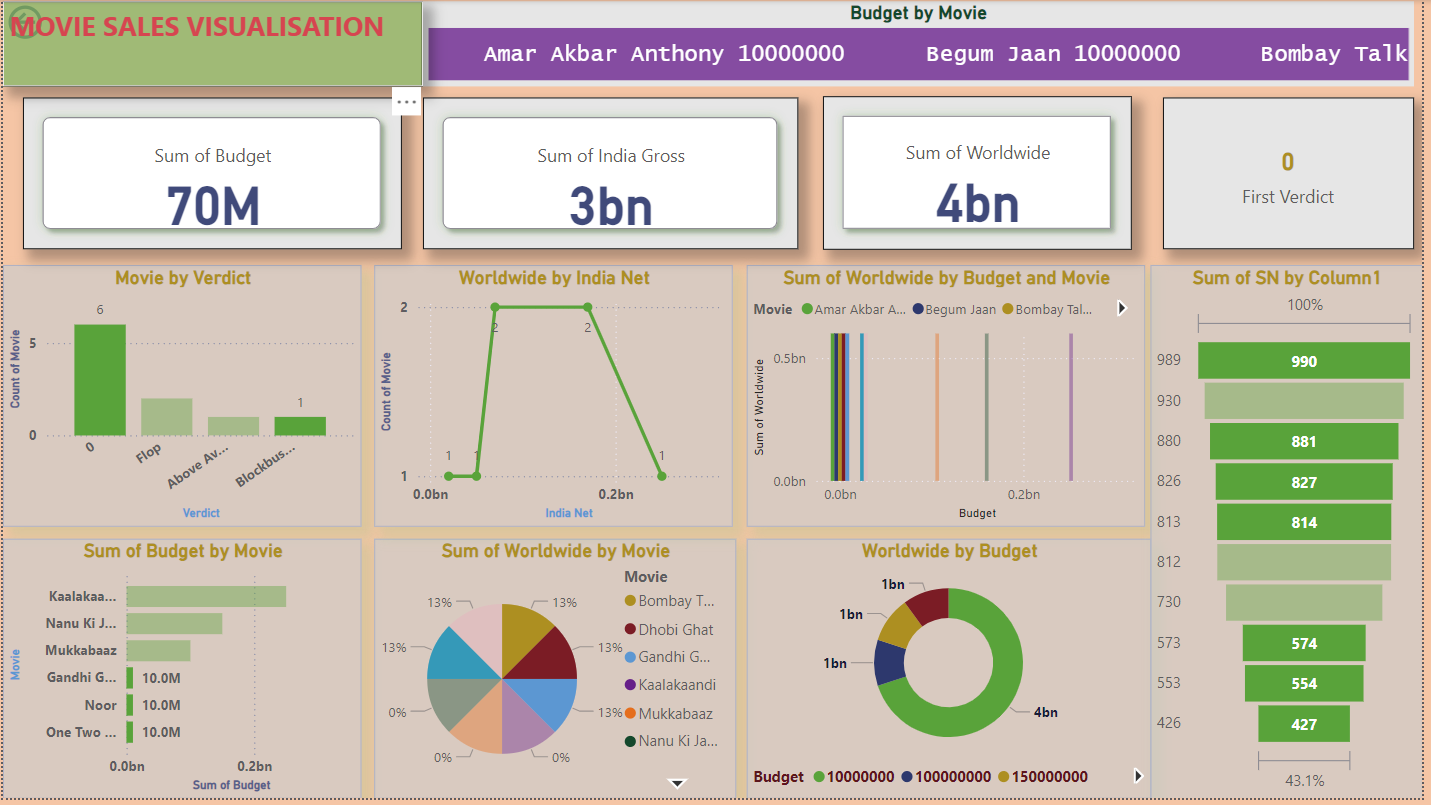 MOVIE SALES VISUALISATION
Budget by Movie
Amar Akbar Anthony 10000000 Begum Jaan 10000000 Bombay Talk
Sum of Budget
70M
Sum of India Gross
3bn
Sum of Worldwide
4bn
0
First Verdict
Movie by Verdict
Count of Movie
5
0
6
1
0
Flop
Above Av...
Blockbus...
Verdict
Worldwide by India Net
Count of Movie
2
1
1
1
2
2
1
0.0bn
0.2bn
India Net
Sum of Worldwide by Budget and Movie
Movie Amar Akbar A... Begum Jaan Bombay Tal...
Sum of Worldwide
0.5bn
0.0bn
0.0bn
0.2bn
Budget
Sum of SN by Column1
100%
989 990
930
880 881
826 827
813 814
812
730
573 574
553 554
426 427
43.1%
Sum of Budget by Movie
Movie
Kaalakaa...
Nanu Ki J...
Mukkabaaz
Gandhi G... 10.0M
Noor 10.0M
One Two ... 10.0M
0.0bn 0.2bn
Sum of Budget
Sum of Worldwide by Movie
13%
13%
13%
13%
13%
0%
0%
0%
Movie
Bombay T...
Dhobi Ghat
Gandhi G...
Kaalakaandi
Mukkabaaz
Nanu Ki Ja...
Worldwide by Budget
1bn
1bn
1bn
4bn
Budget 10000000 100000000 150000000